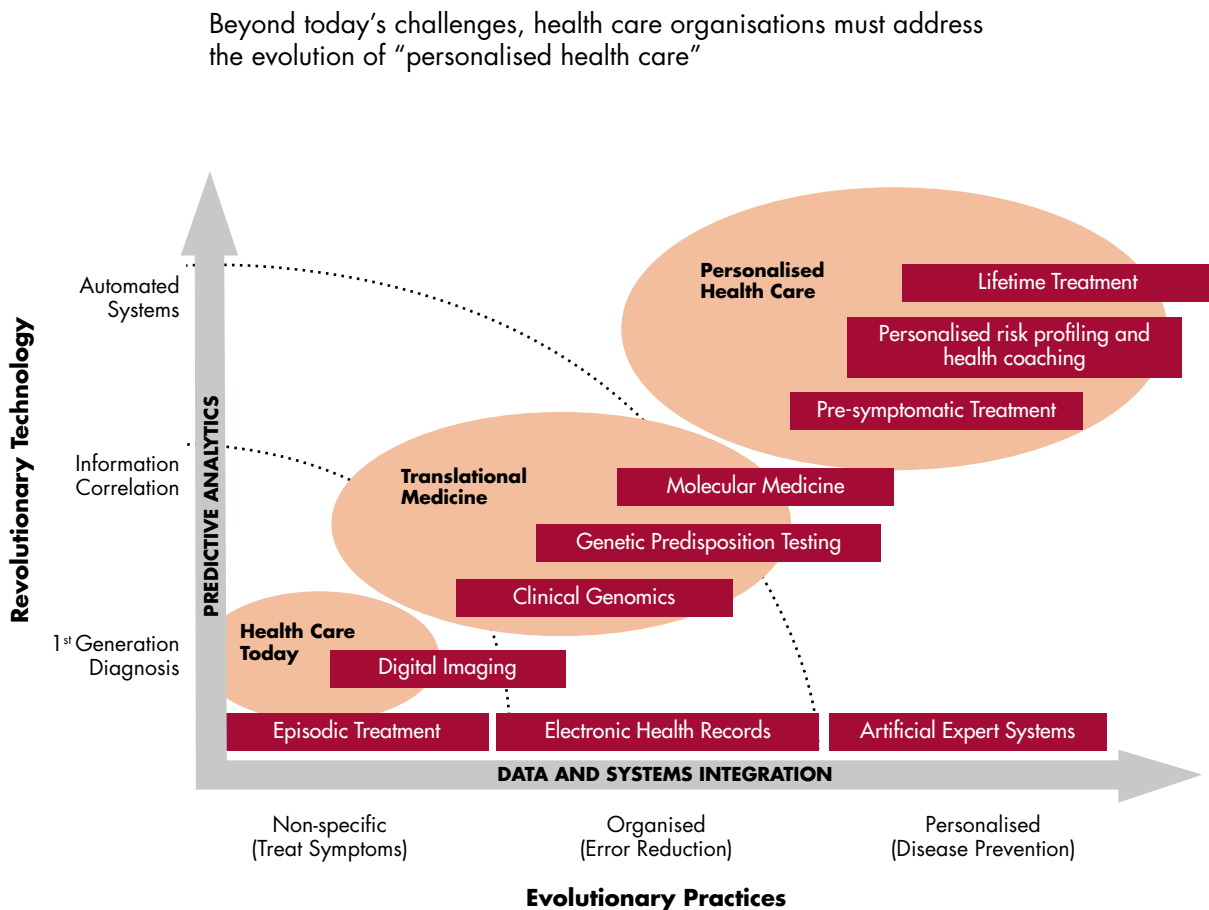 Beyond today’s challenges, health care organisations must address
the evolution of “personalised health care”
Revolutionary Technology
PREDICTIVE ANALYTICS
Automated
Systems
Information
Correlation
1st Generation
Diagnosis
Personalised
Health Care
Lifetime Treatment
Personalised risk profiling and
health coaching
Pre-symptomatic Treatment
Translational
Medicine
Molecular Medicine
Genetic Predisposition Testing
Clinical Genomics
Health Care
Today
Digital Imaging
Episodic Treatment
Electronic Health Records
Artificial Expert Systems
DATA AND SYSTEMS INTEGRATION
Non-specific
(Treat Symptoms)
Organised
(Error Reduction)
Personalised
(Disease Prevention)
Evolutionary Practices